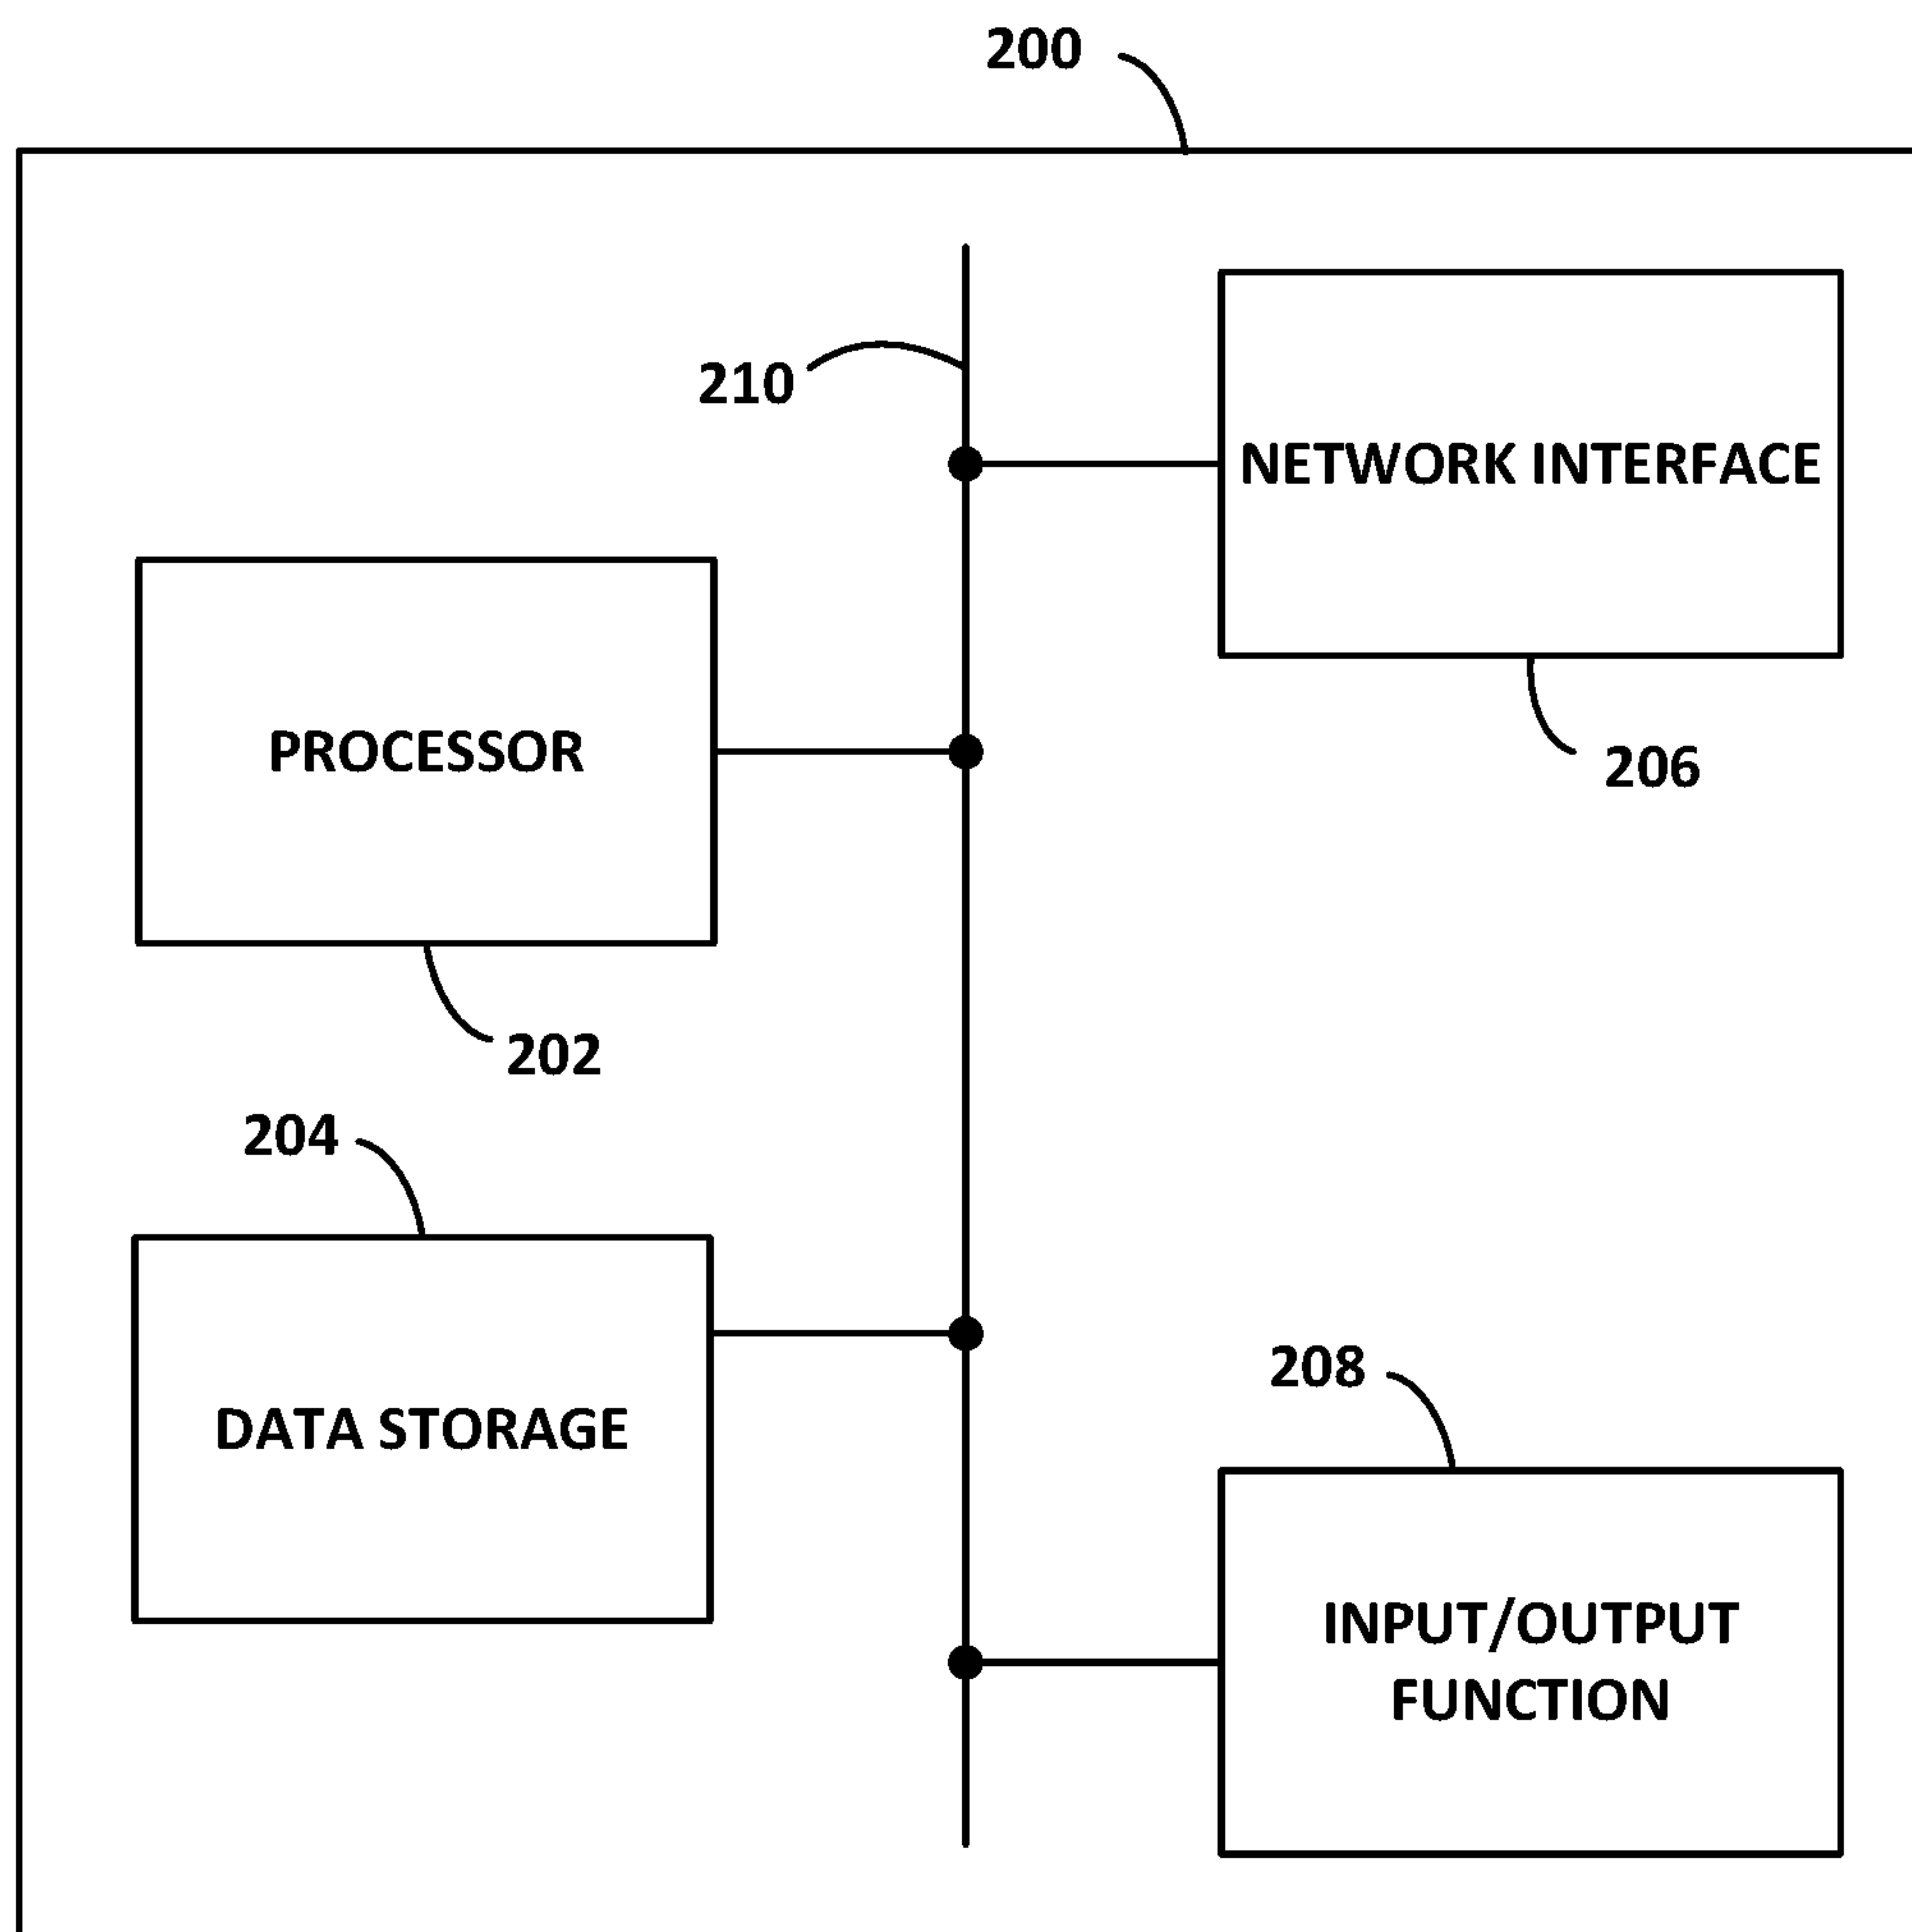 200
210
NETWORK INTERFACE
PROCESSOR
206
202
204
208
DATA STORAGE
INPUT/OUTPUT
FUNCTION